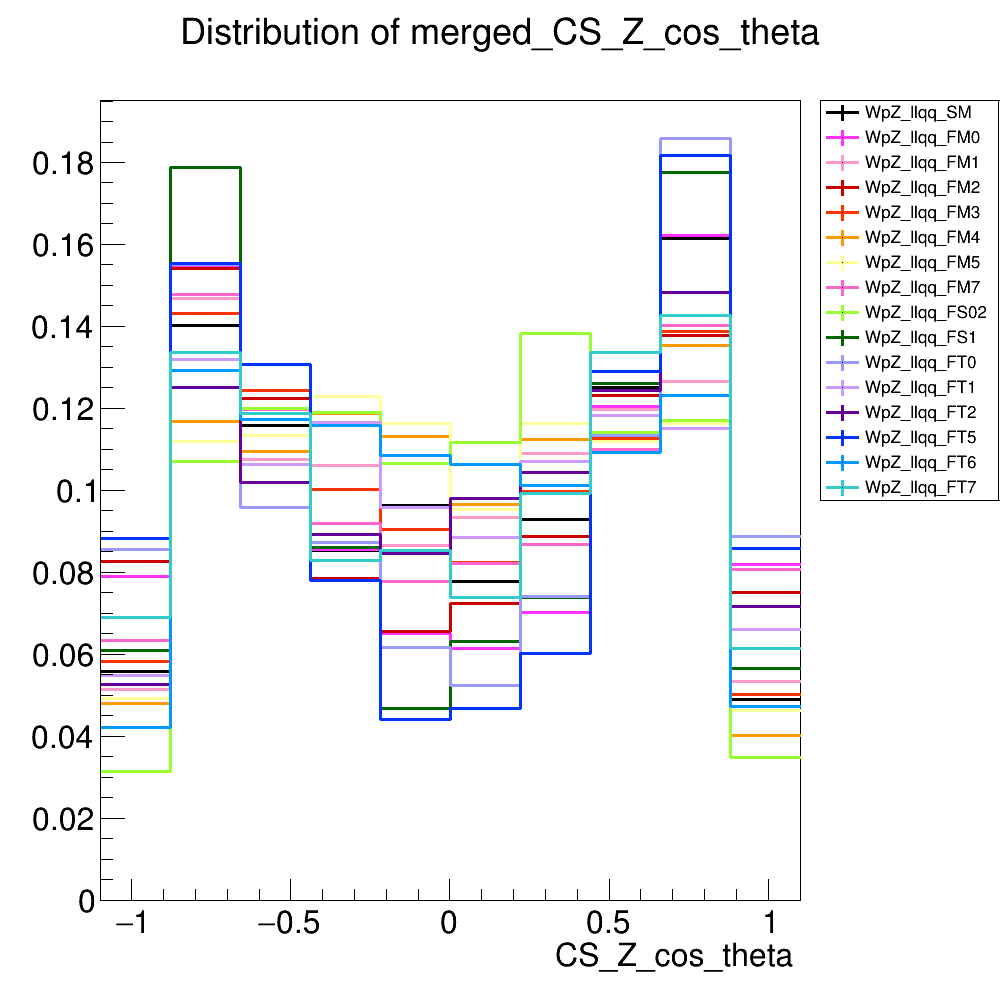 Distribution of merged_CS_Z_cos_theta
WpZ_llqq_SM
WpZ_llqq_FM0
WpZ_llqq_FM1
WpZ_llqq_FM2
WpZ_llqq_FM3
WpZ_llqq_FM4
WpZ_llqq_FM5
WpZ_llqq_FM7
WpZ_llqq_FS02
WpZ_llqq_FS1
WpZ_llqq_FT0
WpZ_llqq_FT1
WpZ_llqq_FT2
WpZ_llqq_FT5
WpZ_llqq_FT6
WpZ_llqq_FT7
0.18
0.16
0.14
0.12
0.1
0.08
0.06
0.04
0.02
0
−1 −0.5 0 0.5 1
CS_Z_cos_theta